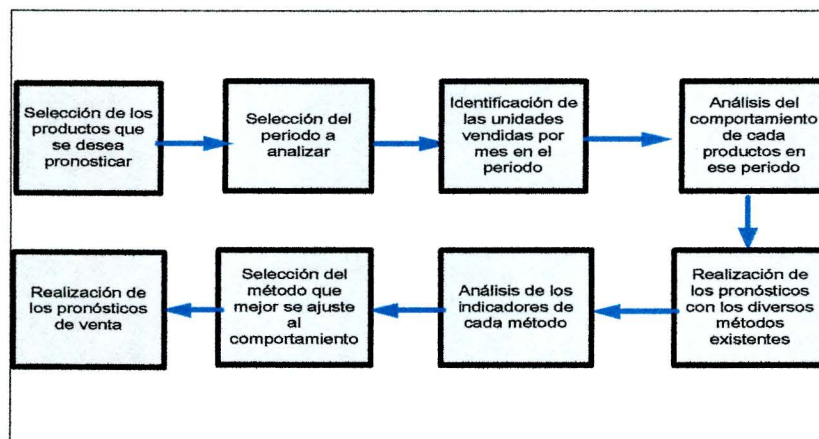 Selección de los
productos que
se desea
pronosticar
Selección del
periodo a
analizar
Identificación de
las unidades
vendidas por
mes en el
periodo
Análisis del
comportamiento
de cada
productos en
ese periodo
Realización de
los pronósticos
con los diversos
métodos
existentes
Análisis de los
indicadores de
cada método
Selección del
método que
mejor se ajuste
al
comportamiento
Realización de
los pronósticos
de venta